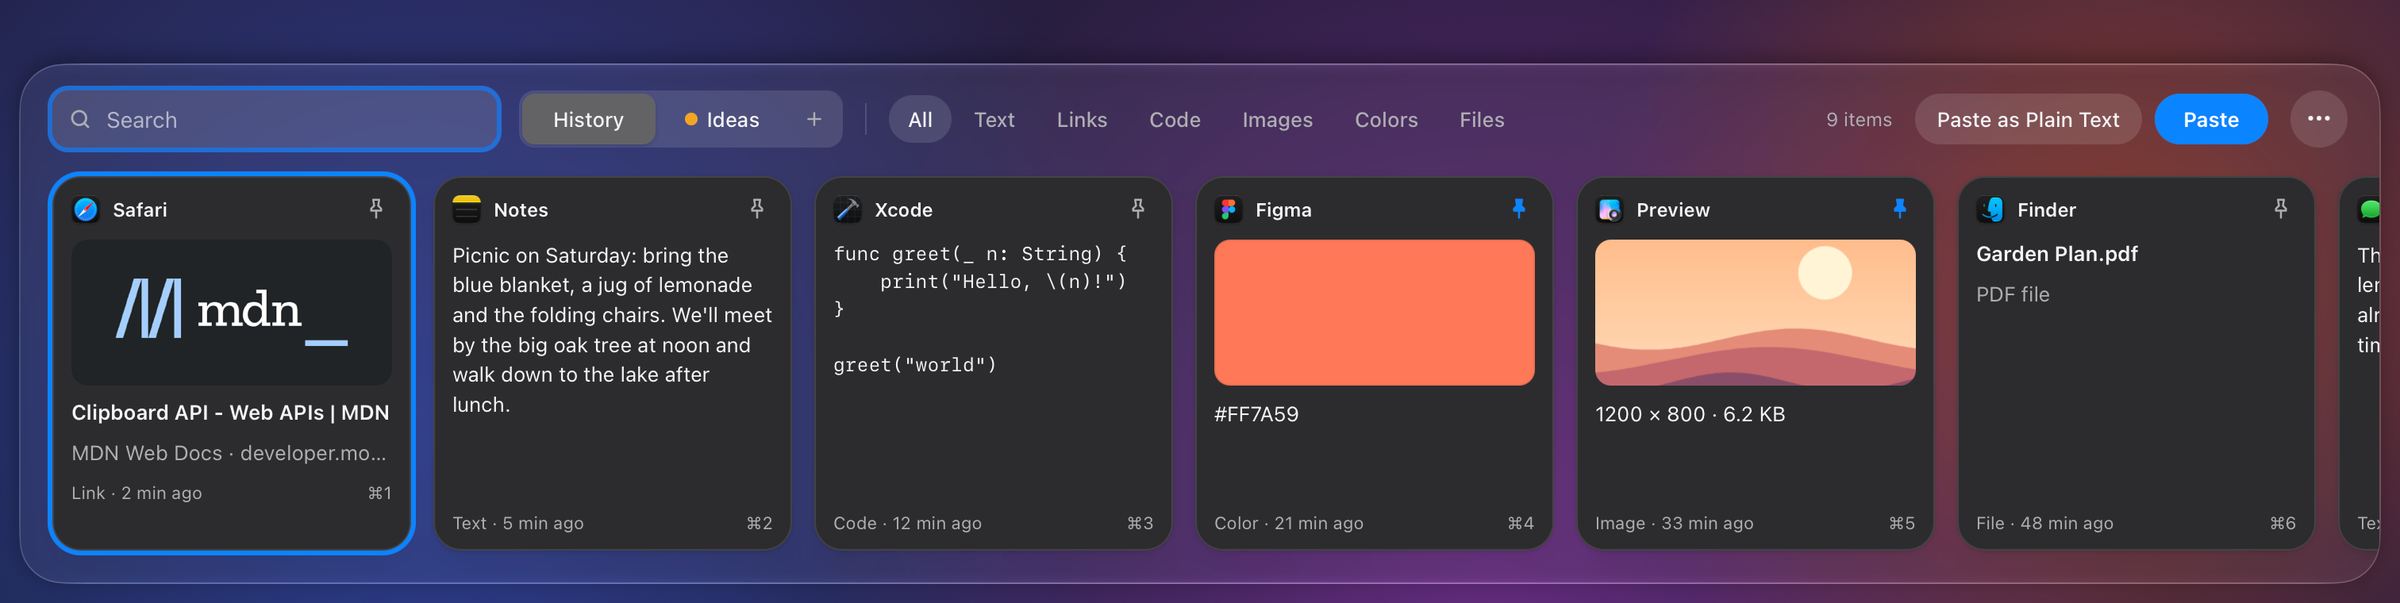 Search
History
Ideas
+
All
Text
Links
Code
Images
Colors
Files
9 items
Paste as Plain Text
Paste
Safari
mdn_
Clipboard API - Web APIs | MDN
MDN Web Docs · developer.mo...
Link · 2 min ago
⌘1
Notes
Picnic on Saturday: bring the
blue blanket, a jug of lemonade
and the folding chairs. We'll meet
by the big oak tree at noon and
walk down to the lake after
lunch.
Text · 5 min ago
⌘2
Xcode
func greet(_ n: String) {
    print("Hello, \(n)!")
}
greet("world")
Code · 12 min ago
⌘3
Figma
#FF7A59
Color · 21 min ago
⌘4
Preview
1200 × 800 · 6.2 KB
Image · 33 min ago
⌘5
Finder
Garden Plan.pdf
PDF file
File · 48 min ago
⌘6